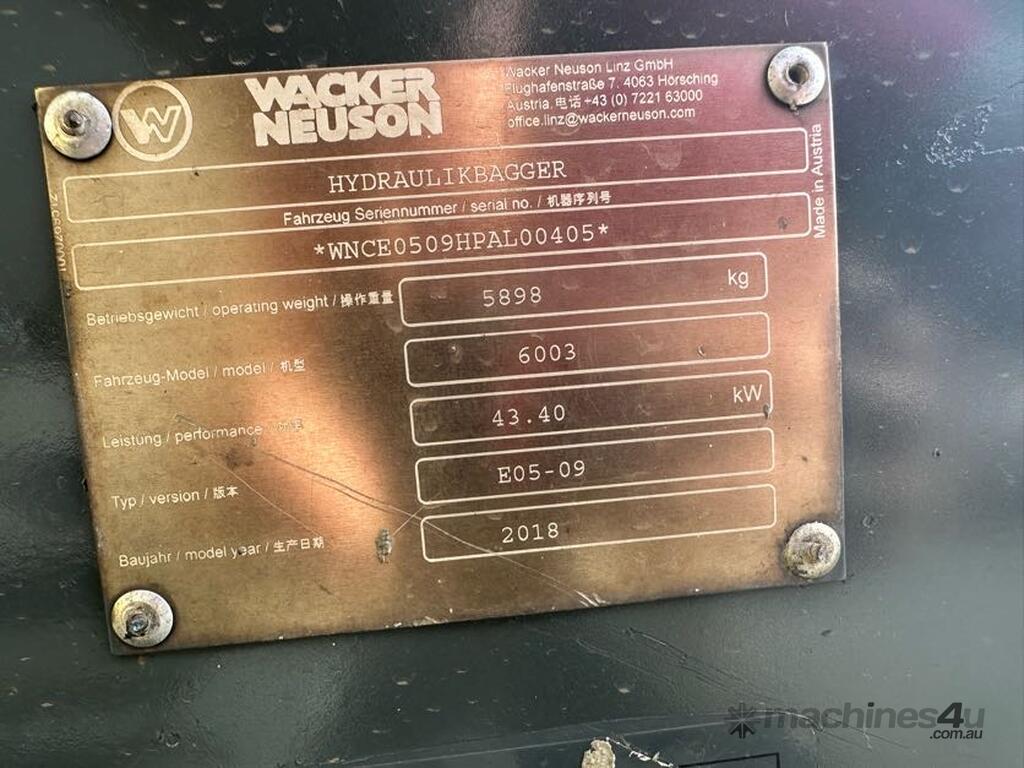 W
WACKER
NEUSON
Wacker Neuson Linz GmbH
Flughafenstraße 7, 4063 Hörsching
Austria, 电话 +43 (0) 7221 63000
office.linz@wackerneuson.com
HYDRAULIKBAGGER
Fahrzeug Seriennummer / serial no. / 机器序列号
*WNCE0509HPAL00405*
Made in Austria
Betriebsgewicht / operating weight / 操作重量 5898 kg
Fahrzeug-Model / model / 机型 6003
Leistung / performance / 43.40 kW
Typ / version / 版本 E05-09
Baujahr / model year / 生产日期 2018
machines4u
.com.au